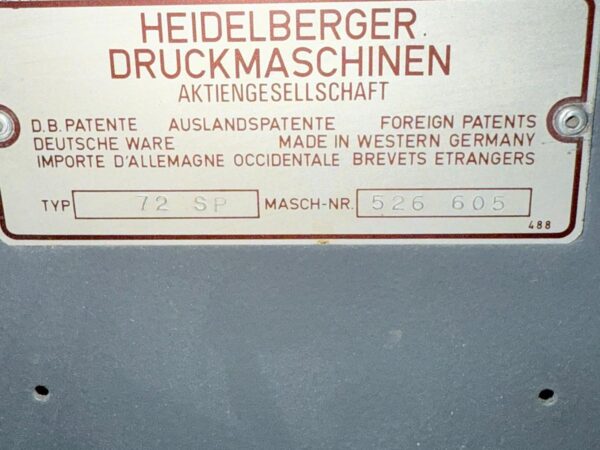 HEIDELBERGER
DRUCKMASCHINEN
AKTIENGESELLSCHAFT
D.B. PATENTE AUSLANDSPATENTE FOREIGN PATENTS
DEUTSCHE WARE MADE IN WESTERN GERMANY
IMPORTE D'ALLEMAGNE OCCIDENTALE BREVETS ETRANGERS
TYP 72 SP MASCH-NR. 526 605
488